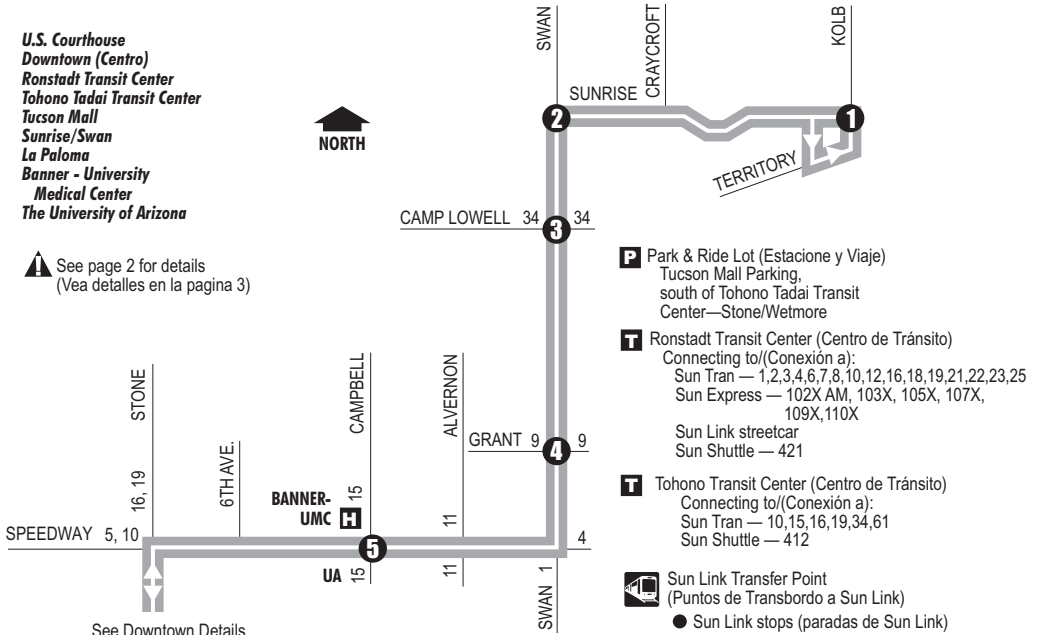 U.S. Courthouse
Downtown (Centro)
Ronstadt Transit Center
Tohono Tadai Transit Center
Tucson Mall
Sunrise/Swan
La Paloma
Banner - University
Medical Center
The University of Arizona
! See page 2 for details
(Vea detalles en la pagina 3)
NORTH
SWAN
CRAYCROFT
KOLB
SUNRISE
2
1
TERRITORY
CAMP LOWELL 34 3 34
STONE
16, 19
6TH AVE.
CAMPBELL
15
ALVERNON
11
GRANT 9 4 9
BANNER-
UMC H
SPEEDWAY 5, 10
5
4
UA
15
11
SWAN 1
See Downtown Details
P Park & Ride Lot (Estacione y Viaje)
Tucson Mall Parking,
south of Tohono Tadai Transit
Center—Stone/Wetmore
T Ronstadt Transit Center (Centro de Tránsito)
Connecting to/(Conexión a):
Sun Tran — 1,2,3,4,6,7,8,10,12,16,18,19,21,22,23,25
Sun Express — 102X AM, 103X, 105X, 107X,
109X,110X
Sun Link streetcar
Sun Shuttle — 421
T Tohono Transit Center (Centro de Tránsito)
Connecting to/(Conexión a):
Sun Tran — 10,15,16,19,34,61
Sun Shuttle — 412
Sun Link Transfer Point
(Puntos de Transbordo a Sun Link)
● Sun Link stops (paradas de Sun Link)